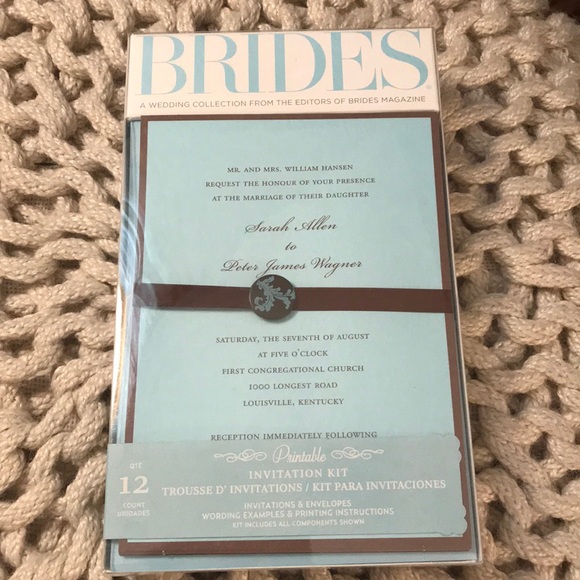 BRIDES®
A WEDDING COLLECTION FROM THE EDITORS OF BRIDES MAGAZINE
MR. AND MRS. WILLIAM HANSEN
REQUEST THE HONOUR OF YOUR PRESENCE
AT THE MARRIAGE OF THEIR DAUGHTER
Sarah Allen
to
Peter James Wagner
SATURDAY, THE SEVENTH OF AUGUST
AT FIVE O'CLOCK
FIRST CONGREGATIONAL CHURCH
1000 LONGEST ROAD
LOUISVILLE, KENTUCKY
RECEPTION IMMEDIATELY FOLLOWING
QTÉ
12
COUNT
UNIDADES
Printable
INVITATION KIT
TROUSSE D' INVITATIONS / KIT PARA INVITACIONES
INVITATIONS & ENVELOPES
WORDING EXAMPLES & PRINTING INSTRUCTIONS
KIT INCLUDES ALL COMPONENTS SHOWN